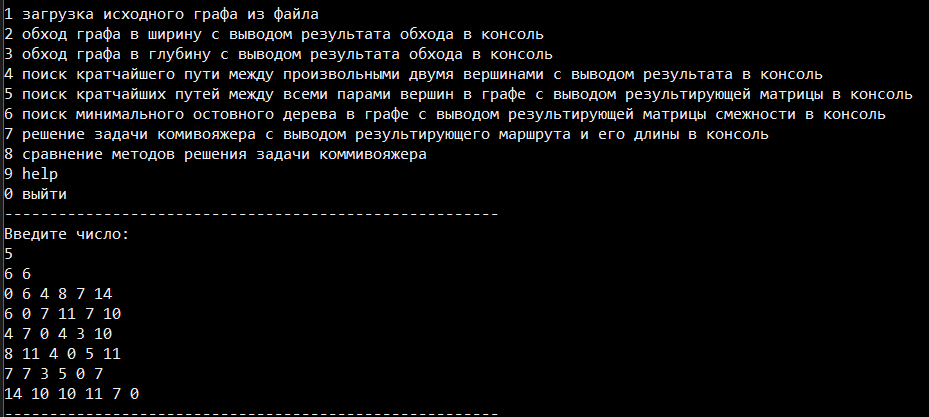 1 загрузка исходного графа из файла
2 обход графа в ширину с выводом результата обхода в консоль
3 обход графа в глубину с выводом результата обхода в консоль
4 поиск кратчайшего пути между произвольными двумя вершинами с выводом результата в консоль
5 поиск кратчайших путей между всеми парами вершин в графе с выводом результирующей матрицы в консоль
6 поиск минимального остовного дерева в графе с выводом результирующей матрицы смежности в консоль
7 решение задачи комивояжера с выводом результирующего маршрута и его длины в консоль
8 сравнение методов решения задачи коммивояжера
9 help
0 выйти
-------------------------------------------------------
Введите число:
5
6 6
0 6 4 8 7 14
6 0 7 11 7 10
4 7 0 4 3 10
8 11 4 0 5 11
7 7 3 5 0 7
14 10 10 11 7 0
-------------------------------------------------------